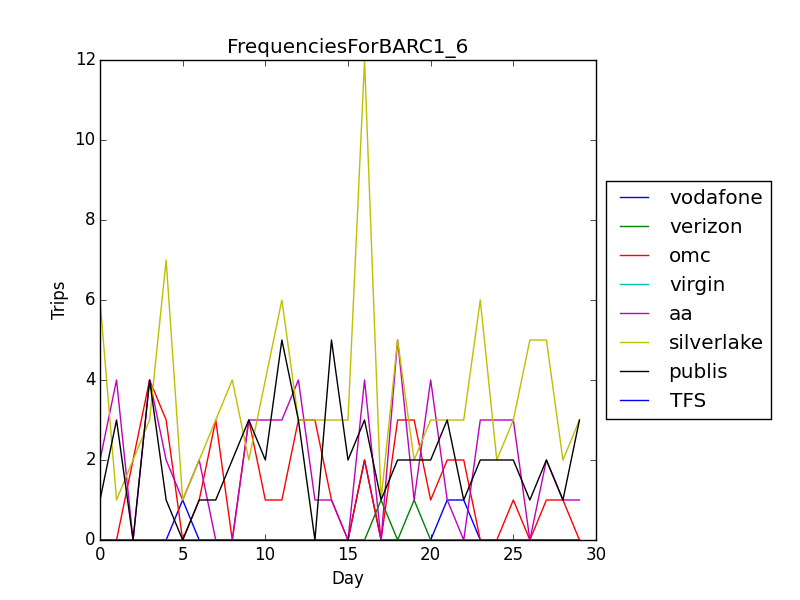 FrequenciesForBARC1_6
12
10
8
6
4
2
0
Trips
0 5 10 15 20 25 30
Day
vodafone
verizon
omc
virgin
aa
silverlake
publis
TFS